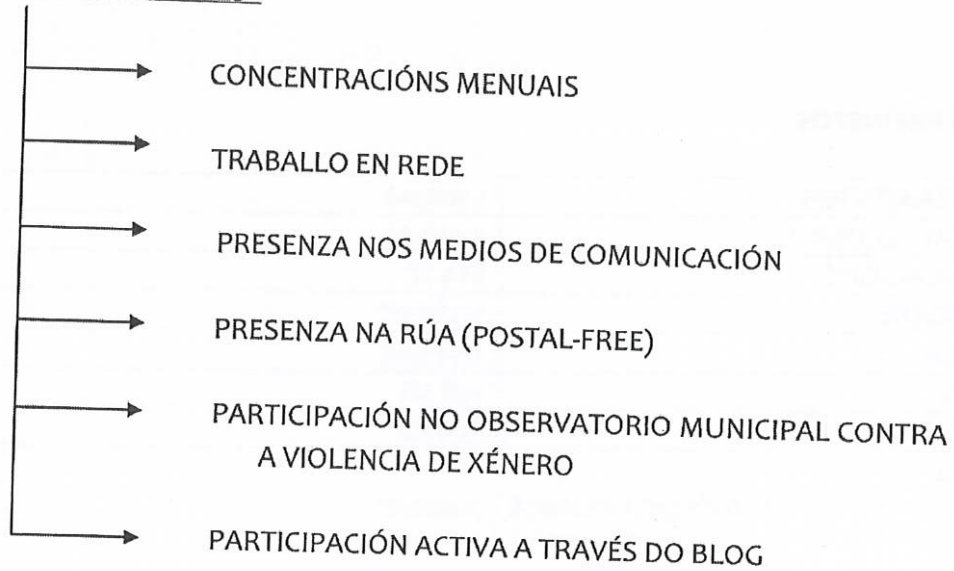 CONCENTRACIÓNS MENUAIS
TRABALLO EN REDE
PRESENZA NOS MEDIOS DE COMUNICACIÓN
PRESENZA NA RÚA (POSTAL-FREE)
PARTICIPACIÓN NO OBSERVATORIO MUNICIPAL CONTRA
A VIOLENCIA DE XÉNERO
PARTICIPACIÓN ACTIVA A TRAVÉS DO BLOG